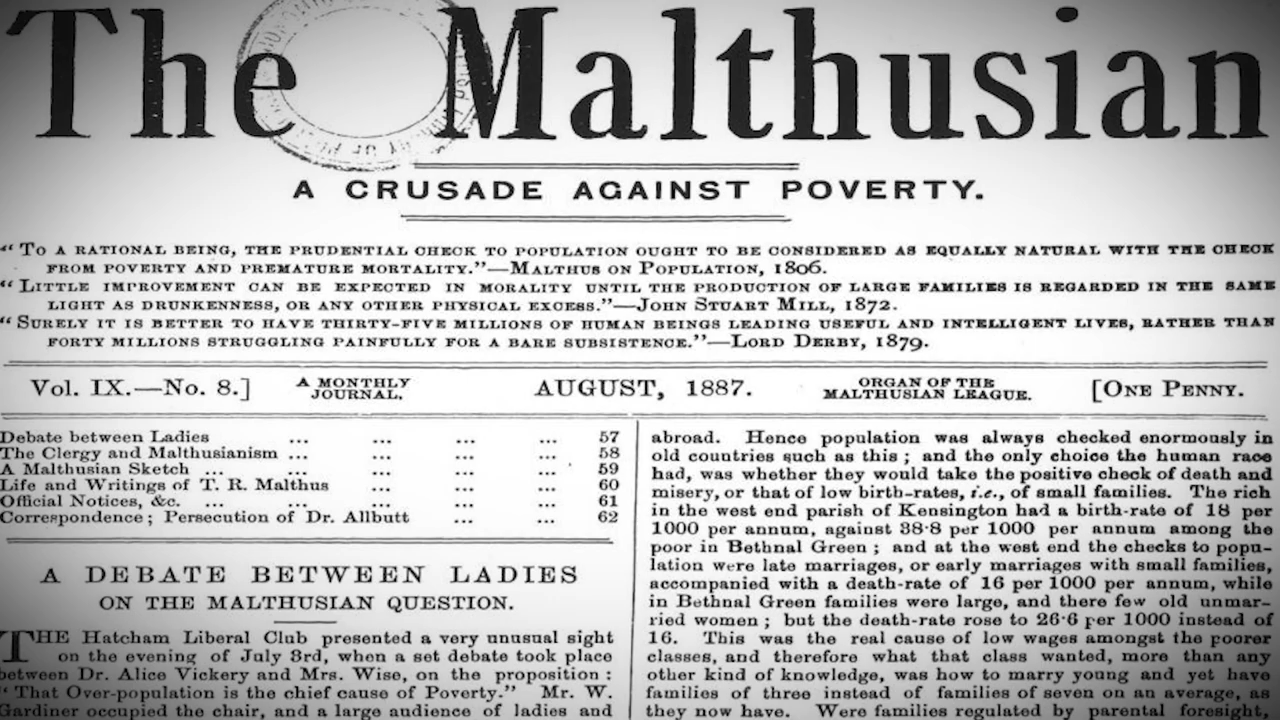 The Malthusian
A CRUSADE AGAINST POVERTY.
“To a rational being, the prudential check to population ought to be considered as equally natural with the check
from poverty and premature mortality.”—Malthus on Population, 1806.
“Little improvement can be expected in morality until the production of large families is regarded in the same
light as drunkenness, or any other physical excess.”—John Stuart Mill, 1872.
“Surely it is better to have thirty-five millions of human beings leading useful and intelligent lives, rather than
forty millions struggling painfully for a bare subsistence.”—Lord Derby, 1879.
Vol. IX.—No. 8.] A MONTHLY JOURNAL. AUGUST, 1887. ORGAN OF THE MALTHUSIAN LEAGUE. [One Penny.
Debate between Ladies ... ... ... ... 57
The Clergy and Malthusianism ... ... ... ... 58
A Malthusian Sketch ... ... ... ... ... 59
Life and Writings of T. R. Malthus ... ... ... 60
Official Notices, &c. ... ... ... ... ... 61
Correspondence; Persecution of Dr. Allbutt ... ... 62
A DEBATE BETWEEN LADIES
ON THE MALTHUSIAN QUESTION.
THE Hatcham Liberal Club presented a very unusual sight
on the evening of July 3rd, when a set debate took place
between Dr. Alice Vickery and Mrs. Wise, on the proposition:
“That Over-population is the chief cause of Poverty.” Mr. W.
Gardiner occupied the chair, and a large audience of ladies and
abroad. Hence population was always checked enormously in
old countries such as this; and the only choice the human race
had, was whether they would take the positive check of death and
misery, or that of low birth-rates, i.e., of small families. The rich
in the west end parish of Kensington had a birth-rate of 18 per
1000 per annum, against 38·8 per 1000 per annum among the
poor in Bethnal Green; and at the west end the checks to popu-
lation were late marriages, or early marriages with small families,
accompanied with a death-rate of 16 per 1000 per annum, while
in Bethnal Green families were large, and there few old unmar-
ried women; but the death-rate rose to 26·6 per 1000 instead of
16. This was the real cause of low wages amongst the poorer
classes, and therefore what that class wanted, more than any
other kind of knowledge, was how to marry young and yet have
families of three instead of families of seven on an average, as
they now have. Were families regulated by parental foresight,